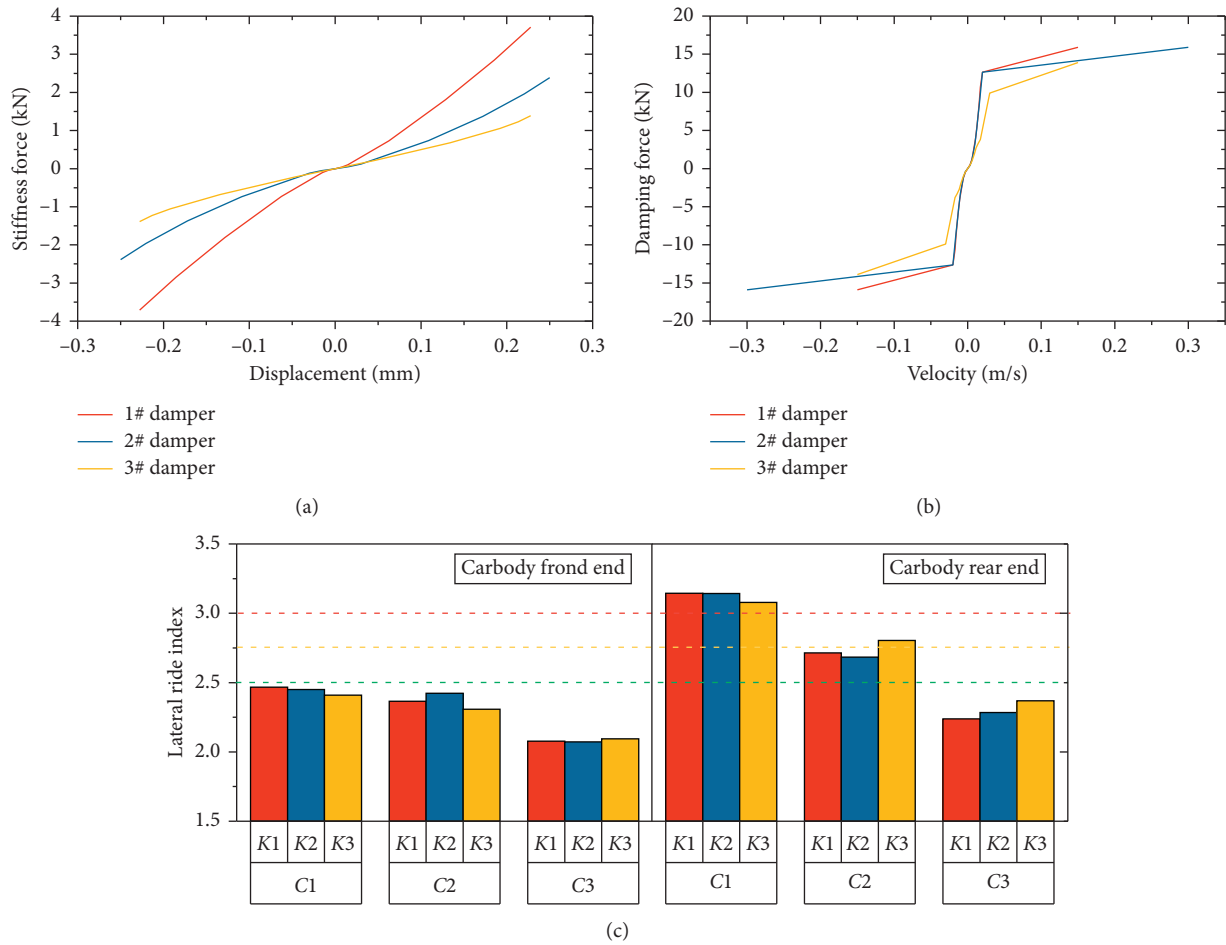 4
3
2
1
0
−1
−2
−3
−4
Stiffness force (kN)
−0.3 −0.2 −0.1 0.0 0.1 0.2 0.3
Displacement (mm)
1# damper
2# damper
3# damper
(a)
20
15
10
5
0
−5
−10
−15
−20
Damping force (kN)
−0.3 −0.2 −0.1 0.0 0.1 0.2 0.3
Velocity (m/s)
1# damper
2# damper
3# damper
(b)
3.5
3.0
2.5
2.0
1.5
Lateral ride index
Carbody frond end
Carbody rear end
K1 K2 K3 K1 K2 K3 K1 K2 K3 K1 K2 K3 K1 K2 K3 K1 K2 K3
C1 C2 C3 C1 C2 C3
(c)